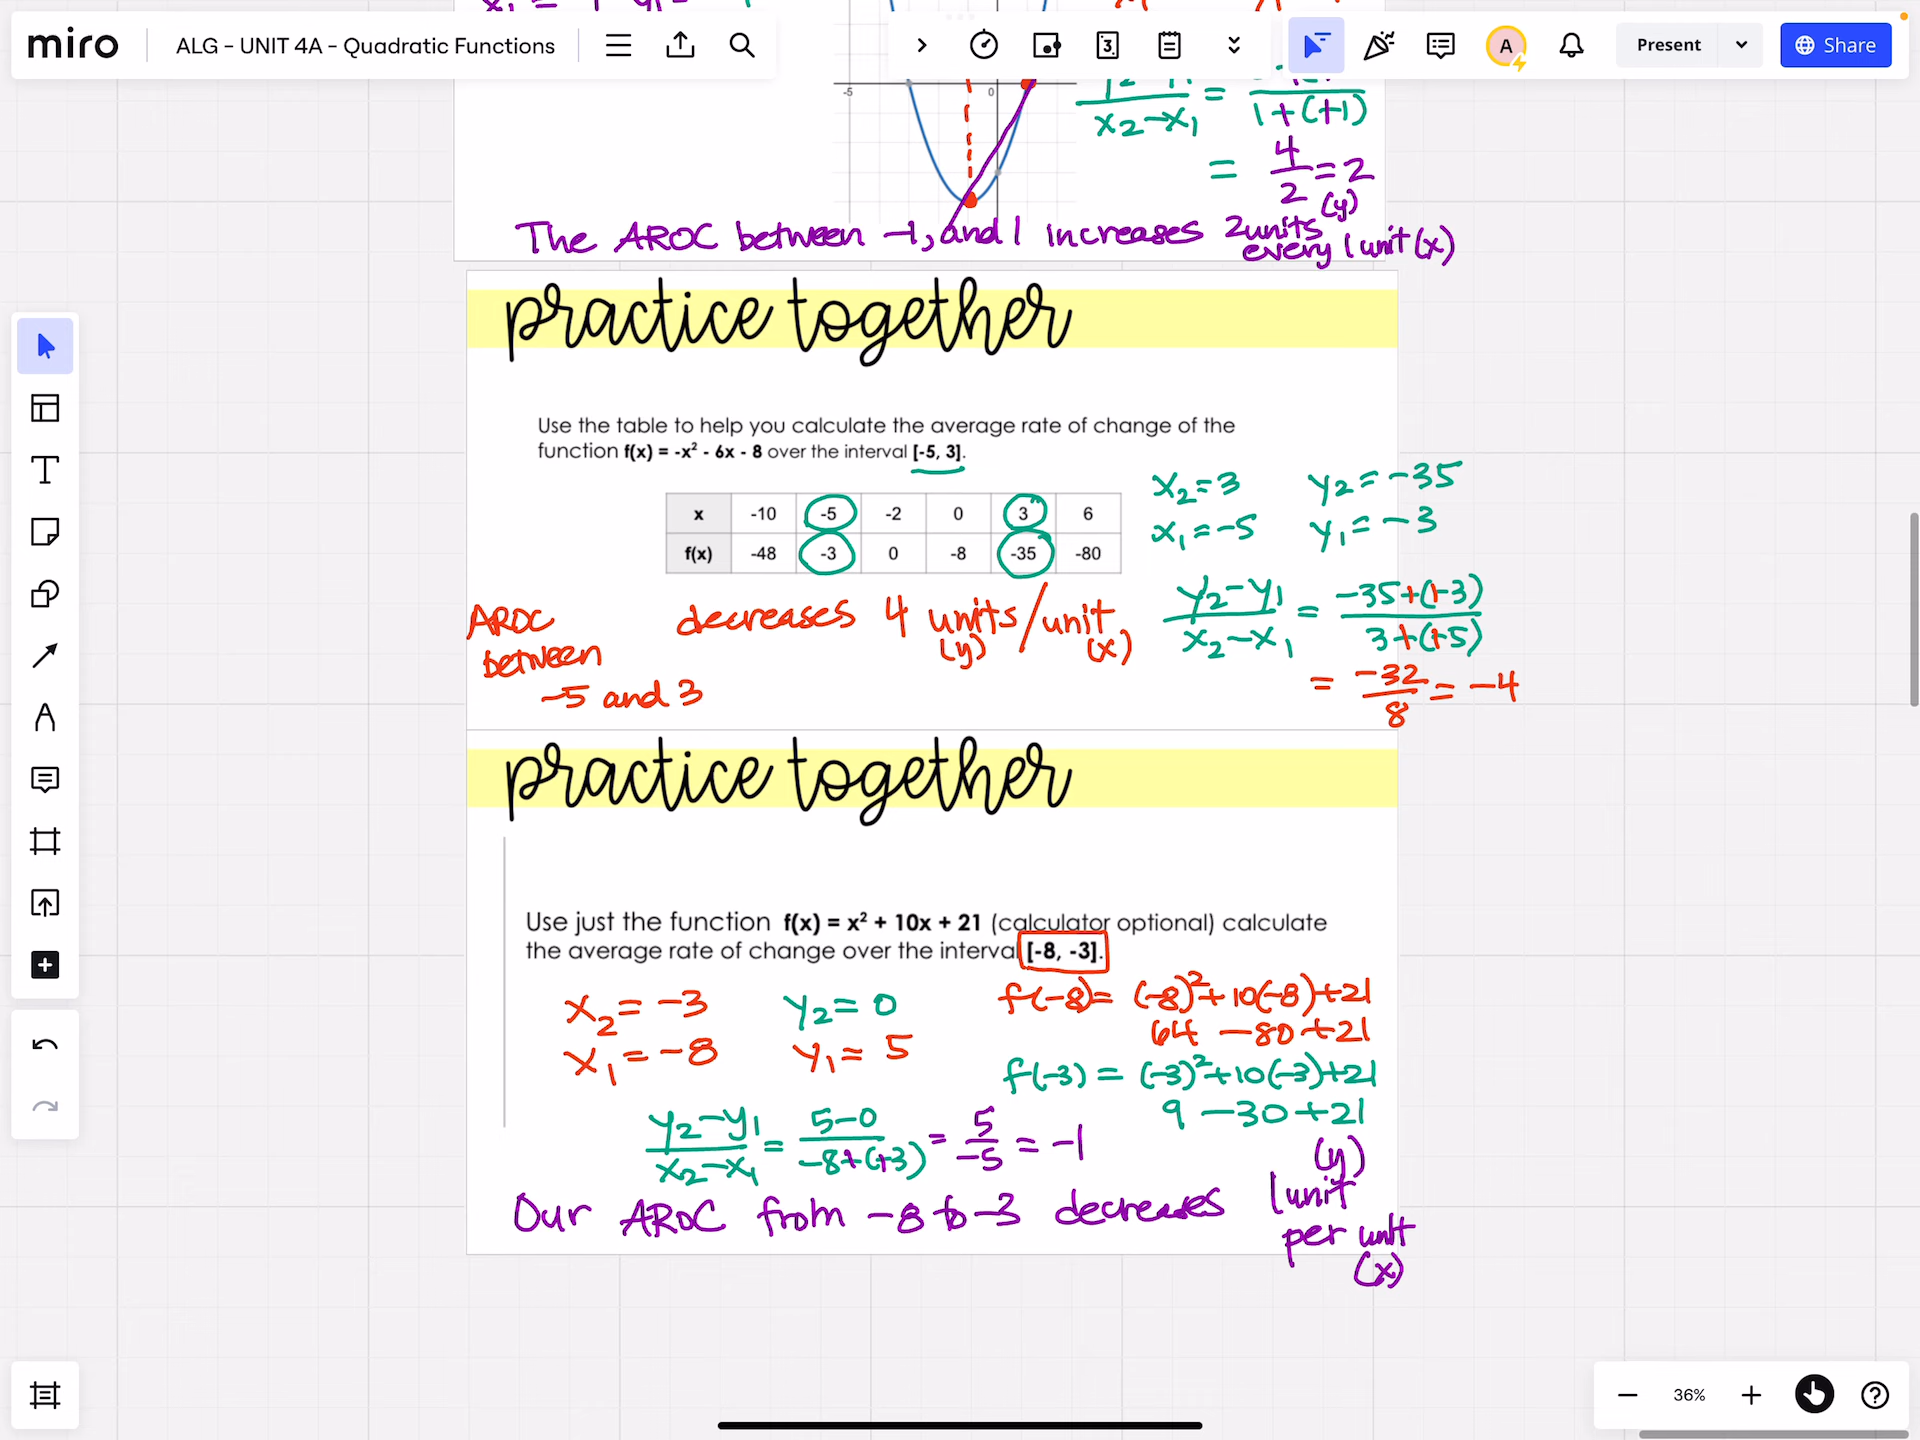 miro
ALG - UNIT 4A - Quadratic Functions
Present
Share
A
3
-5
0
x2-x1 = 1+(+1)
= 4/2 = 2
The AROC between -1, and 1 increases 2 units (y)
every 1 unit (x)
practice together
Use the table to help you calculate the average rate of change of the
function f(x) = -x² - 6x - 8 over the interval [-5, 3].
x -10 -5 -2 0 3 6
f(x) -48 -3 0 -8 -35 -80
x2=3 y2=-35
x1=-5 y1=-3
y2-y1/x2-x1 = -35+(+3)/3+(+5)
= -32/8 = -4
AROC
between
-5 and 3
decreases 4 units/unit
(y) (x)
practice together
Use just the function f(x) = x² + 10x + 21 (calculator optional) calculate
the average rate of change over the interval [-8, -3].
x2=-3 y2=0
x1=-8 y1=5
f(-8)= (-8)²+10(-8)+21
64 -80+21
f(-3) = (-3)²+10(-3)+21
9 -30+21
y2-y1/x2-x1 = 5-0/-8+(+3) = 5/-5 = -1
Our AROC from -8 to -3 decreases 1 unit
(y)
per unit
(x)
36%